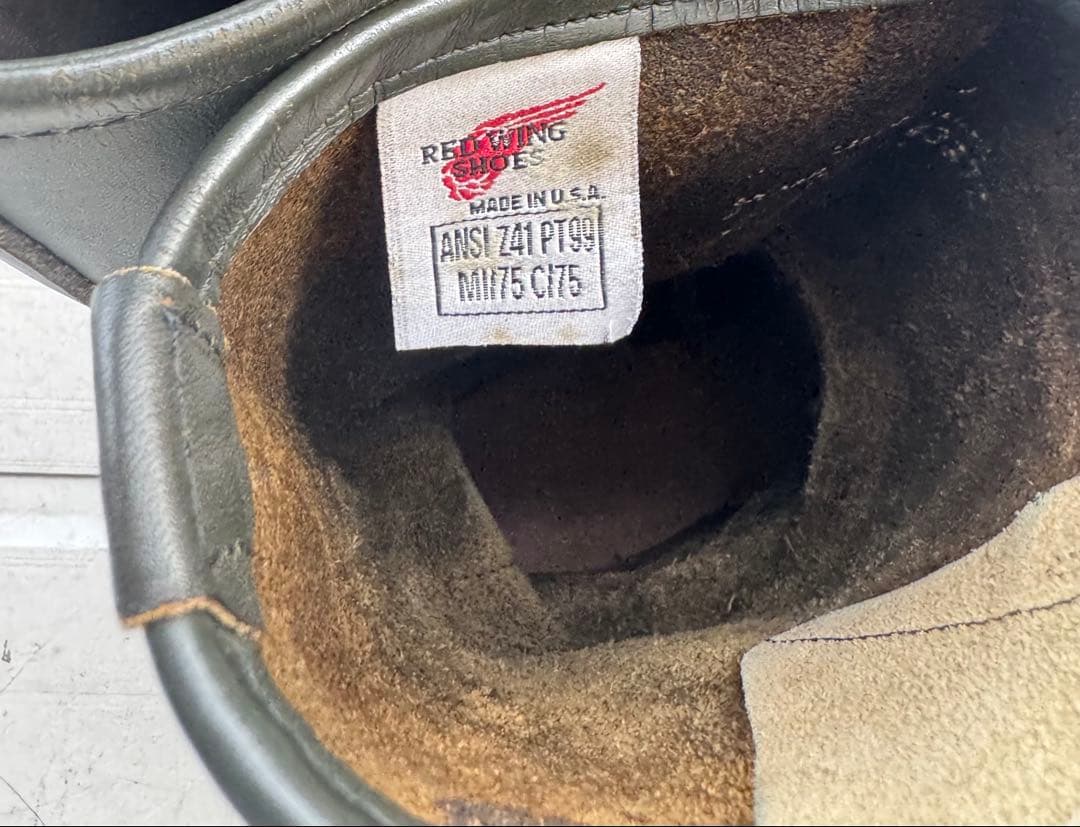 RED WING
SHOES
MADE IN U.S.A.
ANSI Z41 PT99
MI/75 C/75